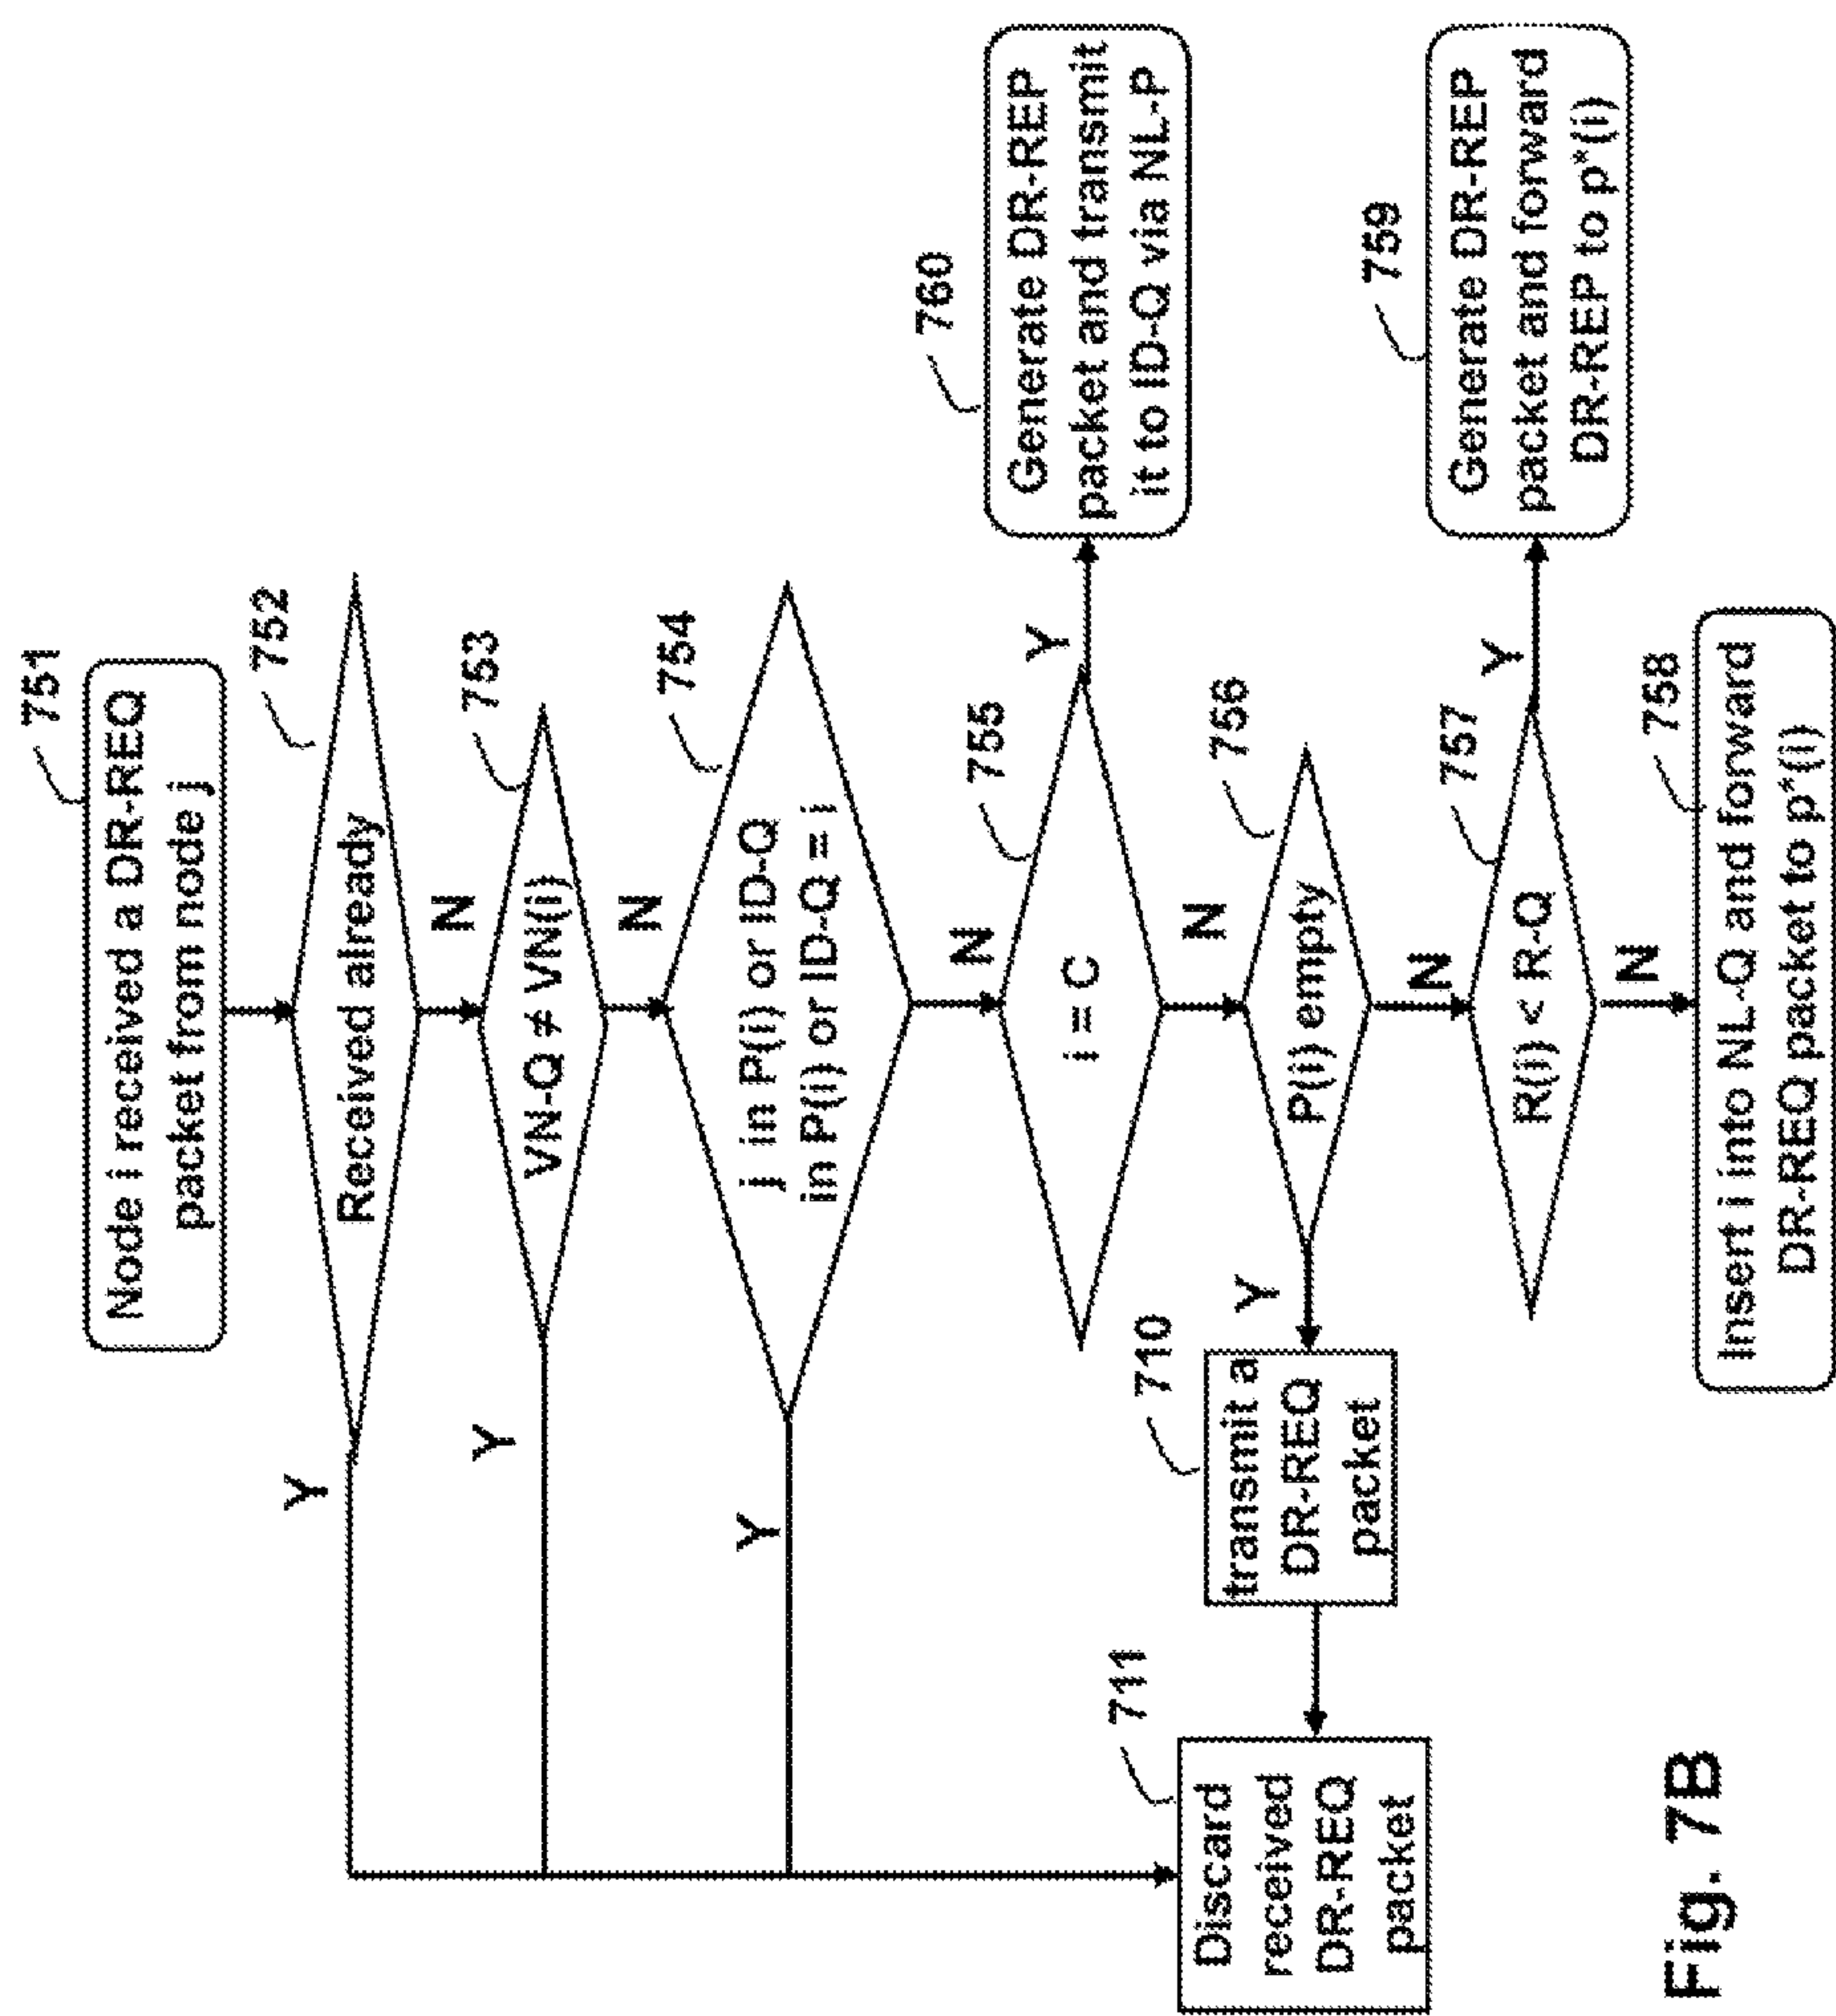 751
Node i received a DR-REQ
packet from node j
752
Received already
Y
N
753
VN-Q ≠ VN(i)
Y
N
754
j in P(i) or ID-Q
in P(i) or ID-Q = i
Y
N
755
i = C
Y
760
Generate DR-REP
packet and transmit
it to ID-Q via NL-P
N
756
P(i) empty
Y
710
transmit a
DR-REQ
packet
711
Discard
received
DR-REQ
packet
N
757
R(i) < R-Q
Y
759
Generate DR-REP
packet and forward
DR-REP to p*(i)
N
758
Insert i into NL-Q and forward
DR-REQ packet to p*(i)
Fig. 7B